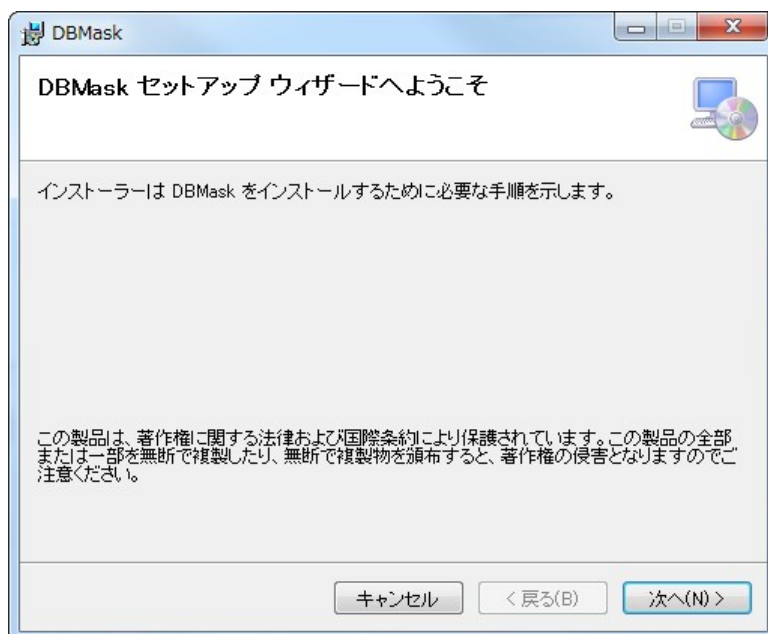 DBMask
DBMask セットアップ ウィザードへようこそ
インストーラーは DBMask をインストールするために必要な手順を示します。
この製品は、著作権に関する法律および国際条約により保護されています。この製品の全部
または一部を無断で複製したり、無断で複製物を頒布すると、著作権の侵害となりますのでご
注意ください。
キャンセル
< 戻る(B)
次へ(N) >